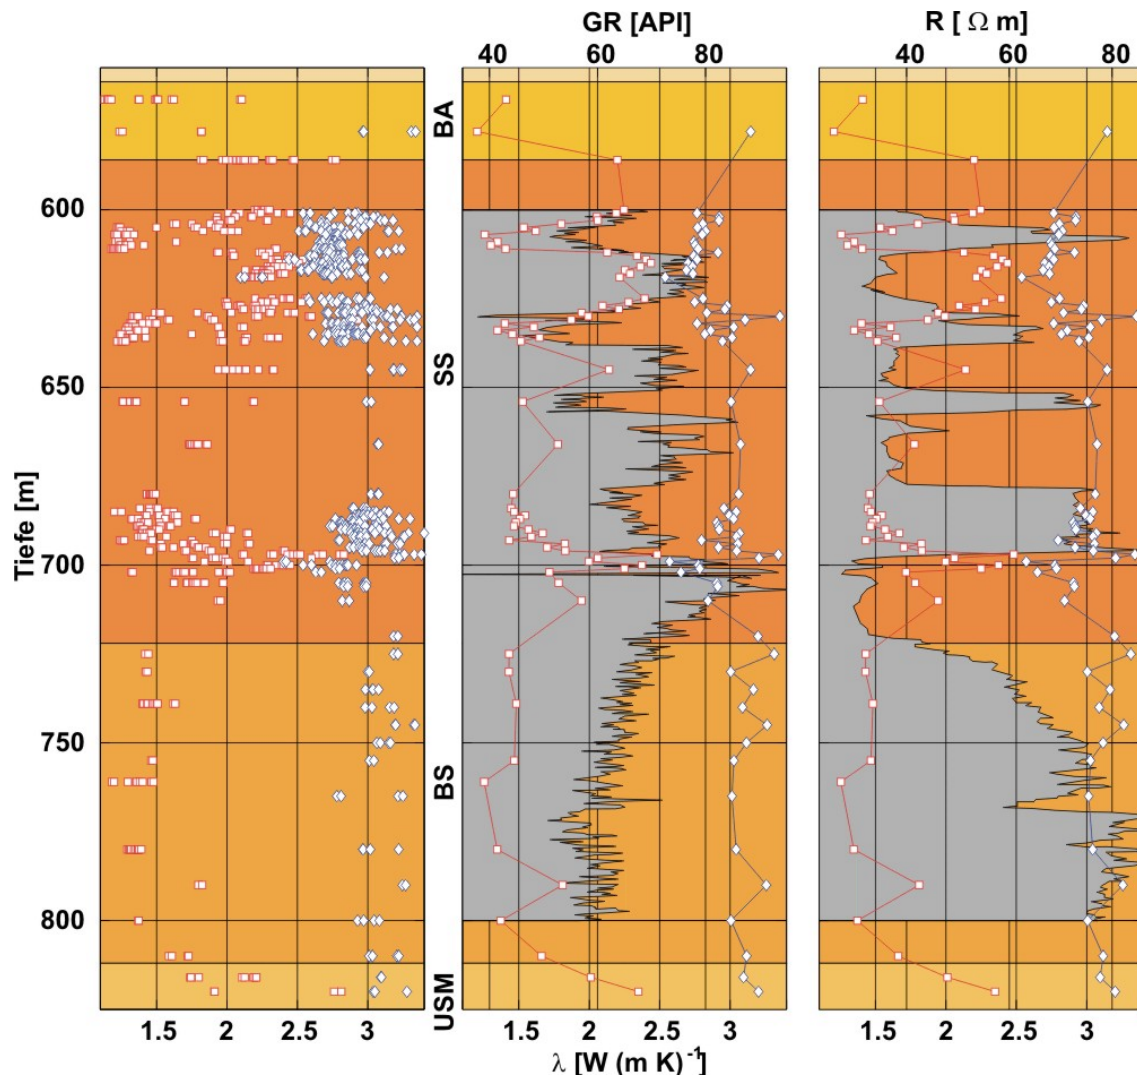 GR [API]
R [ Ω m]
40 60 80
40 60 80
BA
600
SS
650
Tiefe [m]
700
750
BS
800
USM
1.5 2 2.5 3
1.5 2 2.5 3
1.5 2 2.5 3
λ [W (m K)-1]